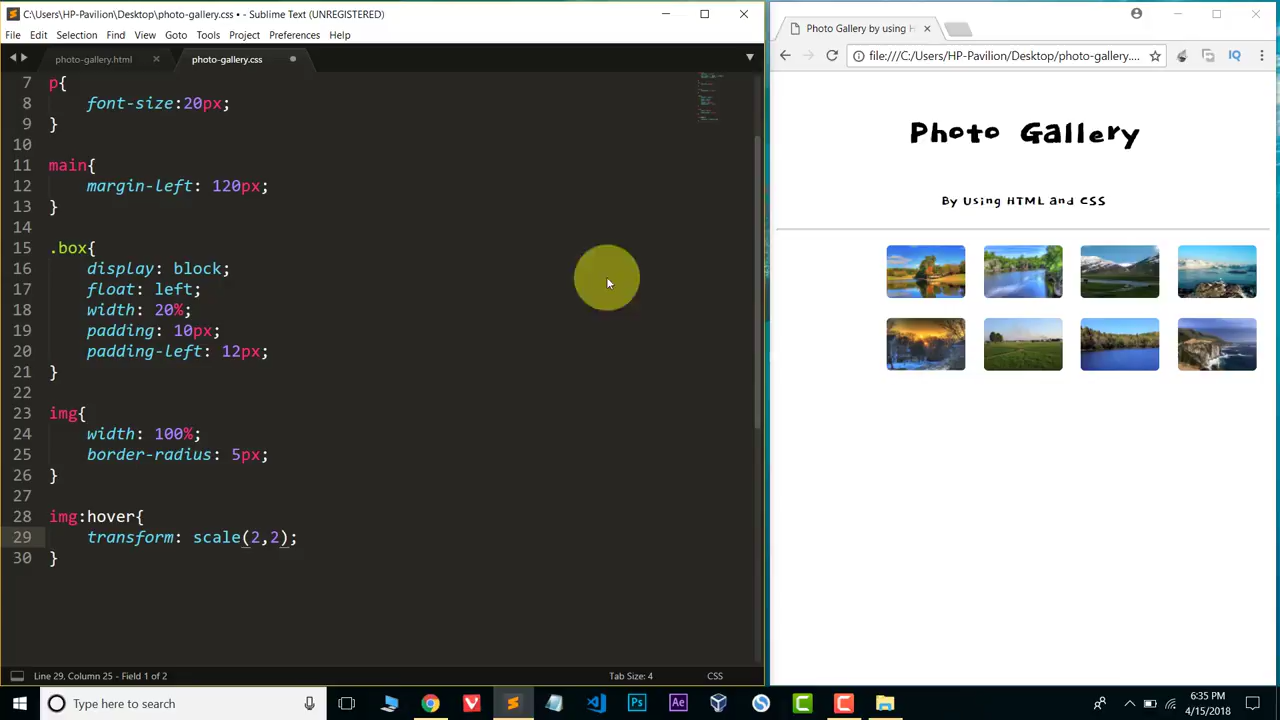 C:\Users\HP-Pavilion\Desktop\photo-gallery.css • - Sublime Text (UNREGISTERED)
File Edit Selection Find View Goto Tools Project Preferences Help
photo-gallery.html
photo-gallery.css
7 p{
8 font-size:20px;
9 }
10
11 main{
12 margin-left: 120px;
13 }
14
15 .box{
16 display: block;
17 float: left;
18 width: 20%;
19 padding: 10px;
20 padding-left: 12px;
21 }
22
23 img{
24 width: 100%;
25 border-radius: 5px;
26 }
27
28 img:hover{
29 transform: scale(2,2);
30 }
Line 29, Column 25 - Field 1 of 2
Tab Size: 4
CSS
Photo Gallery by using H
file:///C:/Users/HP-Pavilion/Desktop/photo-gallery....
IQ
Photo Gallery
By Using HTML and CSS
Type here to search
Ps
Ae
6:35 PM
4/15/2018